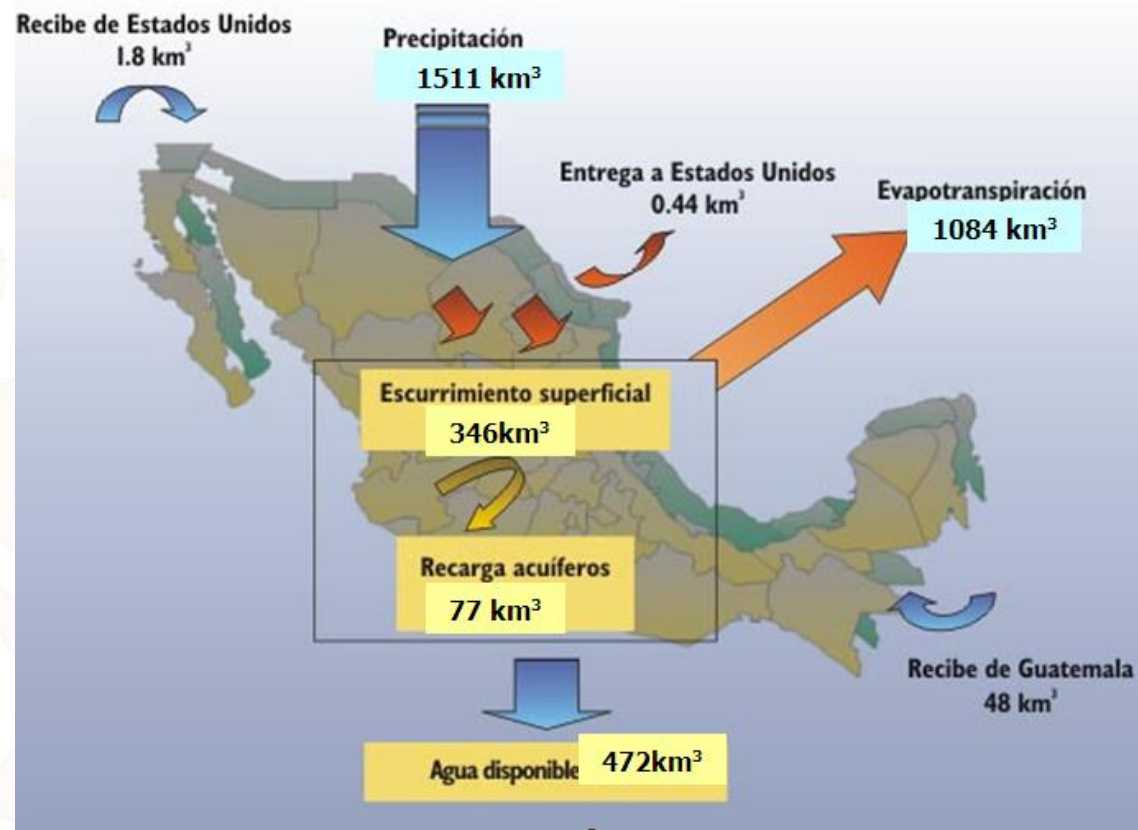 Recibe de Estados Unidos
1.8 km³
Precipitación
1511 km³
Entrega a Estados Unidos
0.44 km³
Evapotranspiración
1084 km³
Escurrimiento superficial
346km³
Recarga acuíferos
77 km³
Recibe de Guatemala
48 km³
Agua disponible 472km³